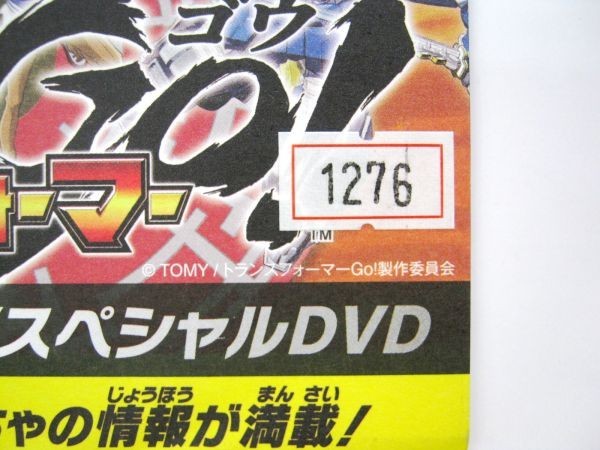 ゴウ
GO!
1276
ォーマー
TM
© TOMY / トランスフォーマーGo!製作委員会
スペシャルDVD
じょうほう まんさい
ちゃの情報が満載!